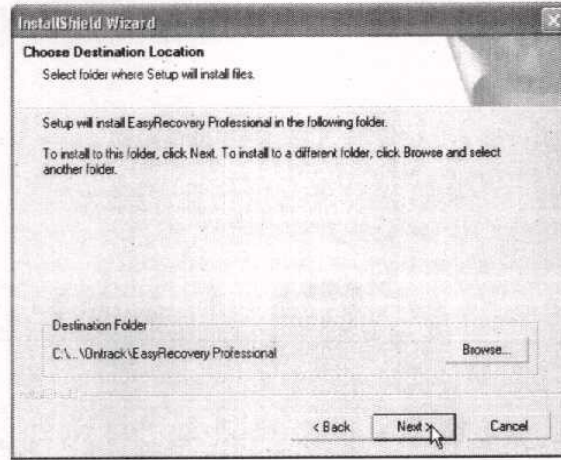 InstallShield Wizard
Choose Destination Location
Select folder where Setup will install files.
Setup will install EasyRecovery Professional in the following folder.
To install to this folder, click Next. To install to a different folder, click Browse and select
another folder.
Destination Folder
C:\...\Ontrack\EasyRecovery Professional
Browse...
< Back
Next >
Cancel